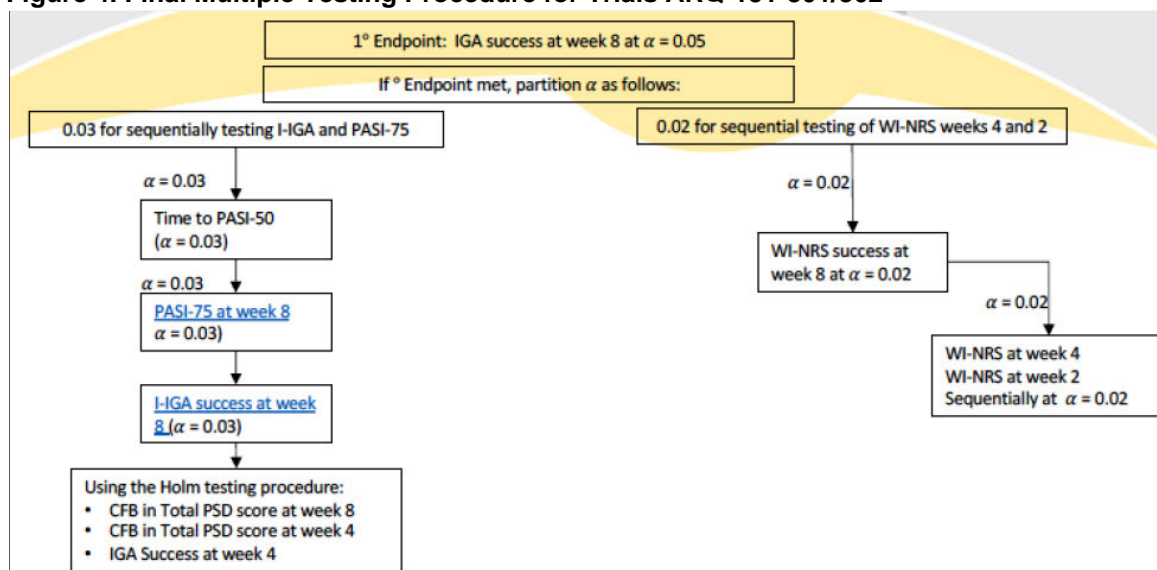 1° Endpoint: IGA success at week 8 at α = 0.05
If ° Endpoint met, partition α as follows:
0.03 for sequentially testing I-IGA and PASI-75
α = 0.03
Time to PASI-50
(α = 0.03)
α = 0.03
PASI-75 at week 8
α = 0.03)
I-IGA success at week
8 (α = 0.03)
Using the Holm testing procedure:
• CFB in Total PSD score at week 8
• CFB in Total PSD score at week 4
• IGA Success at week 4
0.02 for sequential testing of WI-NRS weeks 4 and 2
α = 0.02
WI-NRS success at
week 8 at α = 0.02
α = 0.02
WI-NRS at week 4
WI-NRS at week 2
Sequentially at α = 0.02